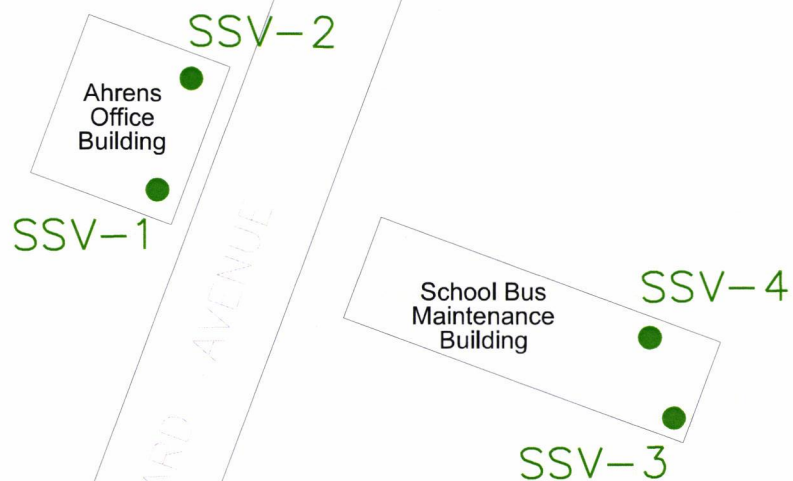 SSV-2
Ahrens
Office
Building
SSV-1
AVENUE
School Bus
Maintenance
Building
SSV-4
SSV-3